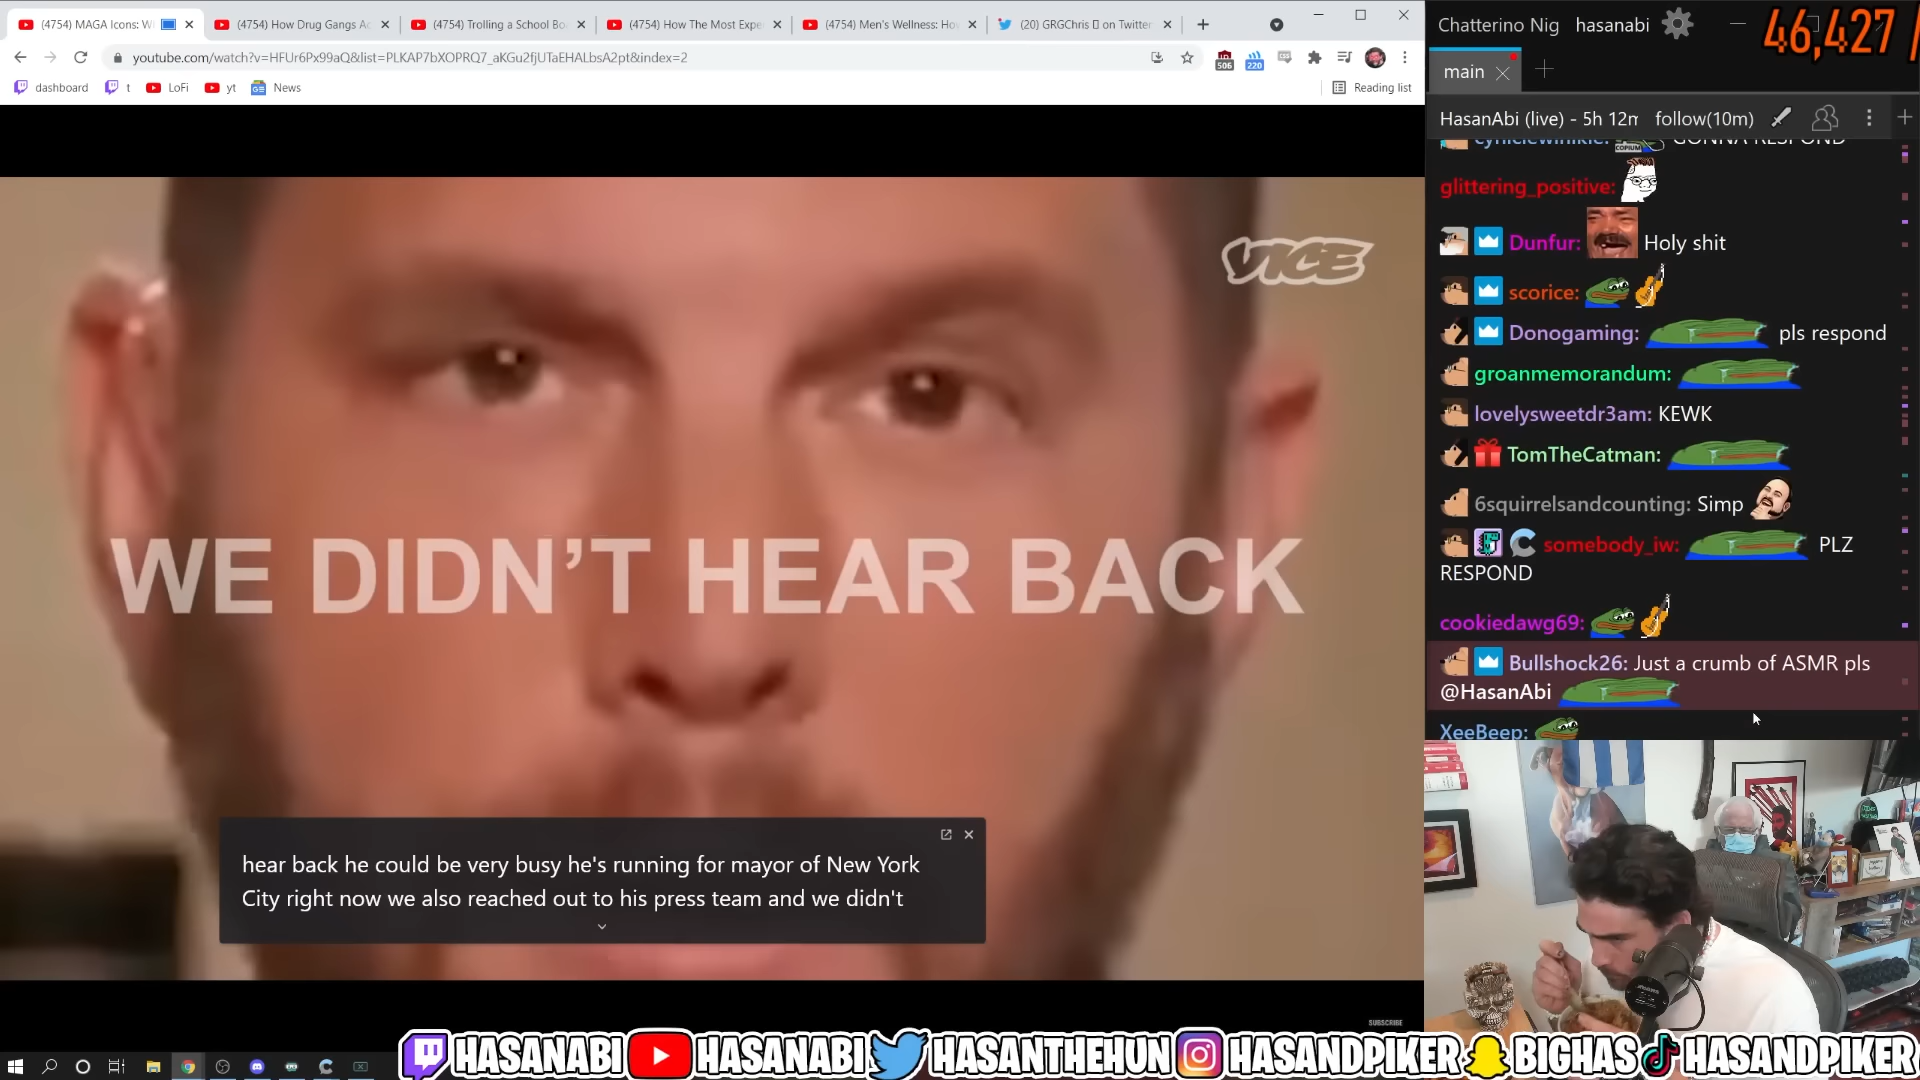 (4754) MAGA Icons: W
(4754) How Drug Gangs Ac
(4754) Trolling a School Bo
(4754) How The Most Expe
(4754) Men's Wellness: Ho
(20) GRGChris
on Twitter
youtube.com/watch?v=HFUr6Px99aQ&list=PLKAP7bXOPRQ7_aKGu2fjUTaEHALbsA2pt&index=2
506
220
dashboard
t
LoFi
yt
News
Reading list
VICE
WE DIDN'T HEAR BACK
hear back he could be very busy he's running for mayor of New York
City right now we also reached out to his press team and we didn't
SUBSCRIBE
Chatterino Nig
hasanabi
46,427
main
HasanAbi (live) - 5h 12m
follow(10m)
GONNA RESPOND
glittering_positive:
Dunfur: Holy shit
scorice:
Donogaming: pls respond
groanmemorandum:
lovelysweetdr3am: KEWK
TomTheCatman:
6squirrelsandcounting: Simp
somebody_iw: PLZ
RESPOND
cookiedawg69:
Bullshock26: Just a crumb of ASMR pls
@HasanAbi
XeeBeep:
HASANABI
HASANABI
HASANTHEHUN
HASANDPIKER
BIGHAS
HASANDPIKER